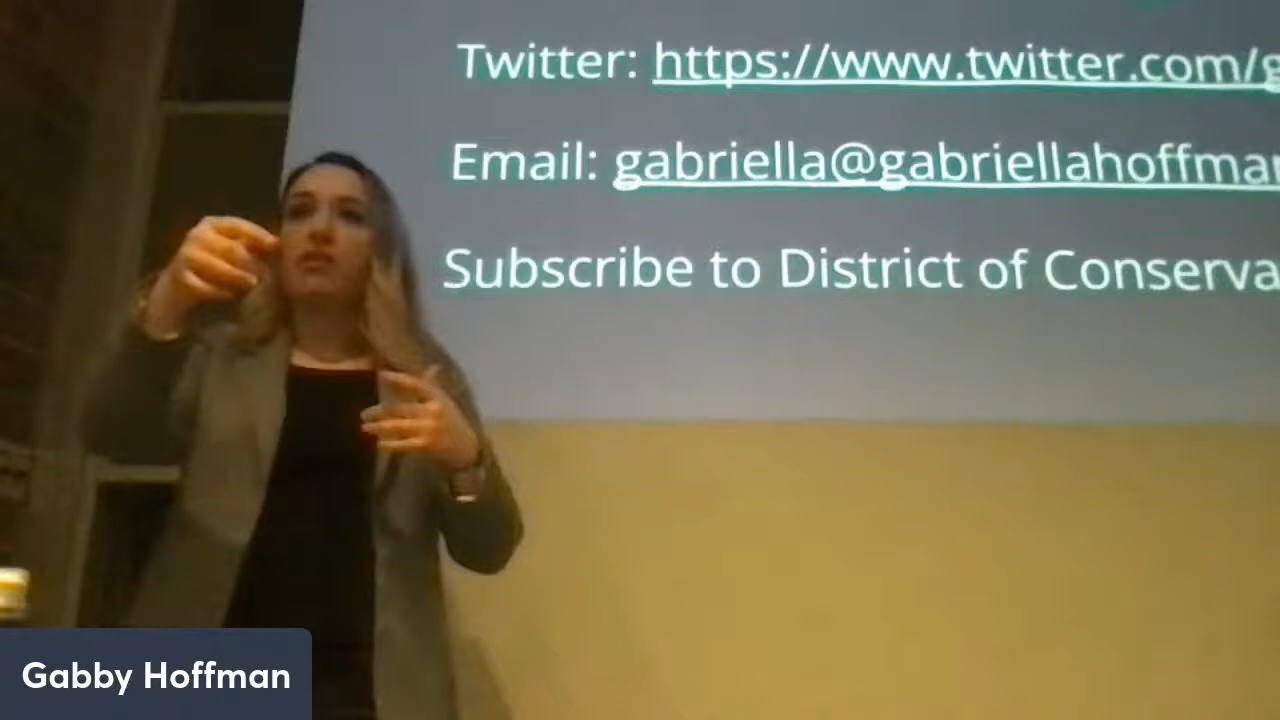 Twitter: https://www.twitter.com/g
Email: gabriella@gabriellahoffman
Subscribe to District of Conserva
Gabby Hoffman